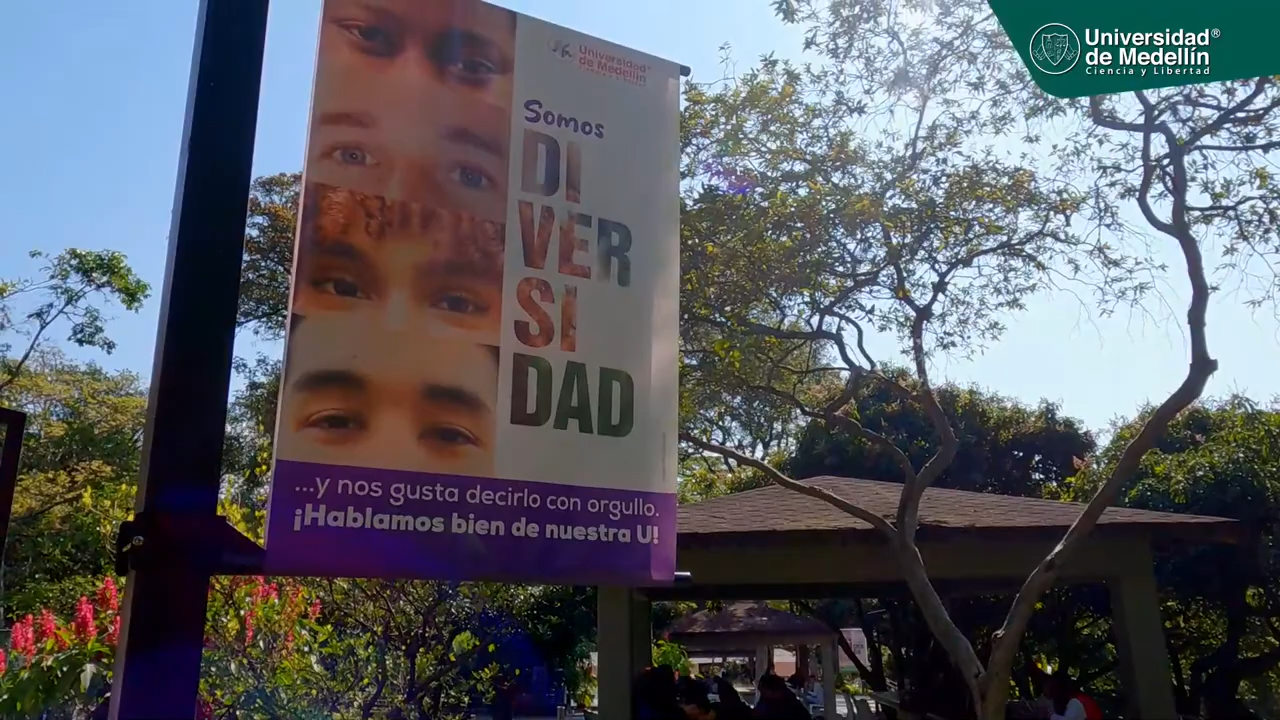 Universidad®
de Medellín
Ciencia y Libertad
Universidad®
de Medellín
Somos
DI
VER
SI
DAD
...y nos gusta decirlo con orgullo.
¡Hablamos bien de nuestra U!